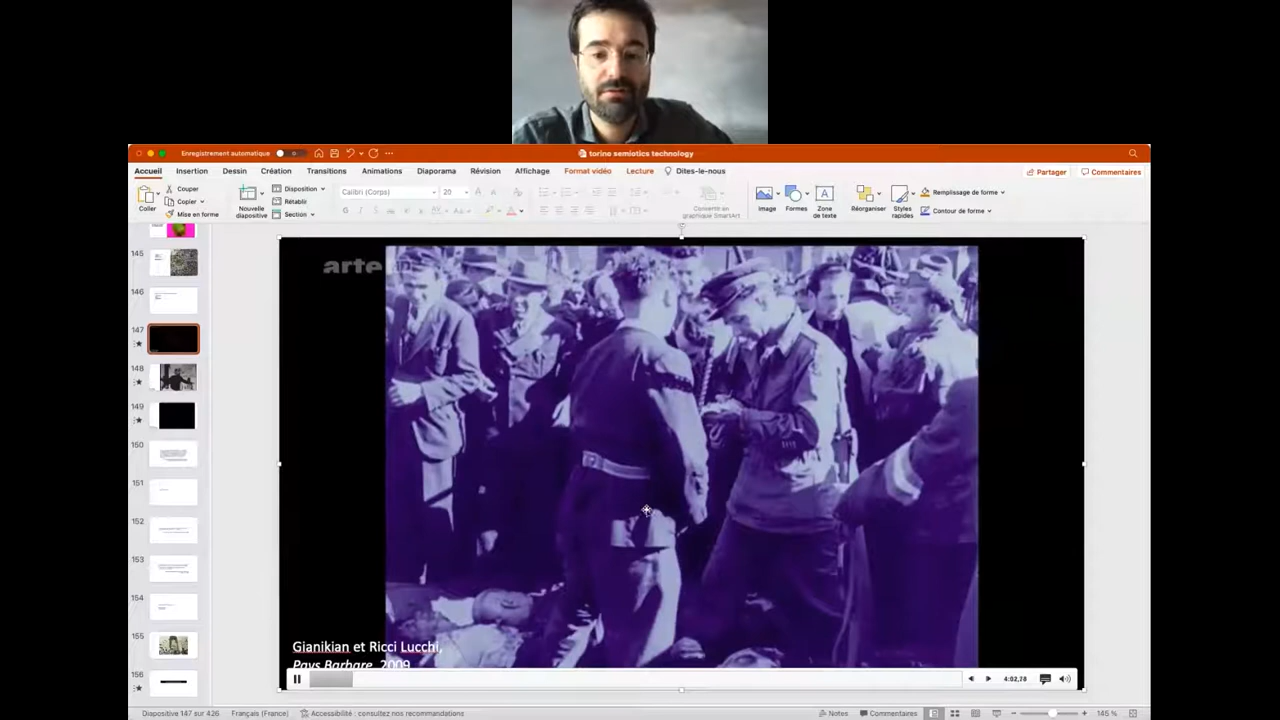 torino semiotics technology
Enregistrement automatique
Accueil Insertion Dessin Création Transitions Animations Diaporama Révision Affichage Format vidéo Lecture Dites-le-nous
Partager Commentaires
Coller
Couper
Copier
Mise en forme
Nouvelle
diapositive
Disposition
Rétablir
Section
Calibri (Corps) 20
G I S
Convertir en
graphique SmartArt
Image
Formes
Zone
de texte
Réorganiser
Styles
rapides
Remplissage de forme
Contour de forme
145
146
147
148
149
150
151
152
153
154
155
156
arte
Gianikian et Ricci Lucchi,
Pays Barbare, 2009
4:02,78
Diapositive 147 sur 426 Français (France) Accessibilité : consultez nos recommandations
Notes Commentaires 145 %